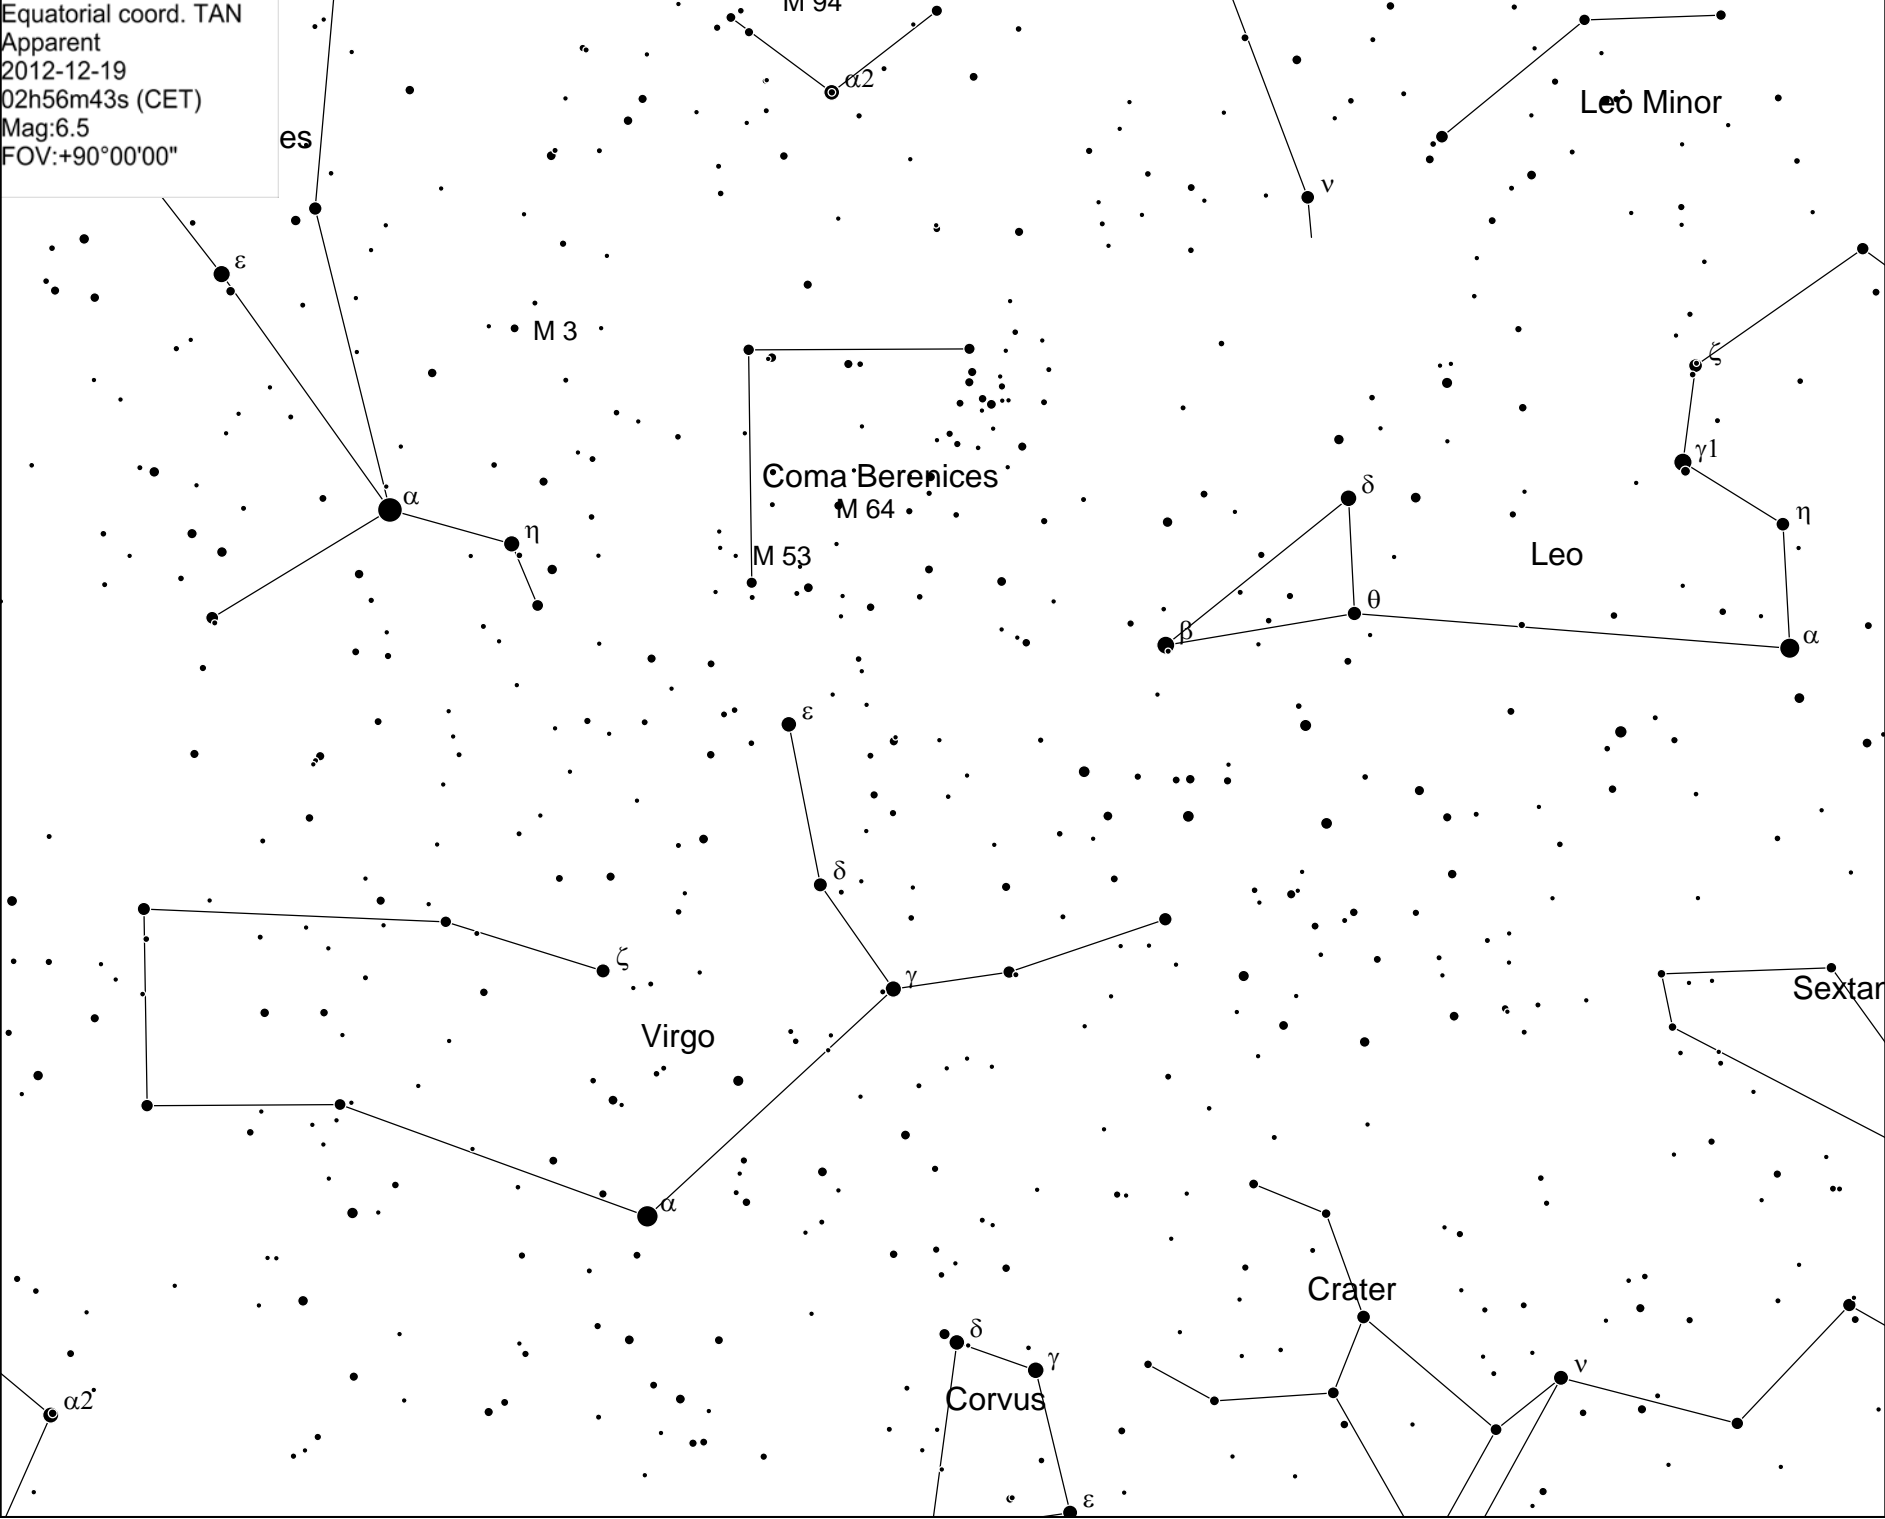 Equatorial coord. TAN
Apparent
2012-12-19
02h56m43s (CET)
Mag:6.5
FOV:+90°00'00"
M 94
α2
Leo Minor
es
ν
ε
M 3
ζ
γ1
Coma Berenices
α
δ
M 64
η
η
M 53
Leo
θ
β
α
ε
δ
ζ
γ
Sextar
Virgo
α
Crater
δ
γ
ν
α2
Corvus
ε